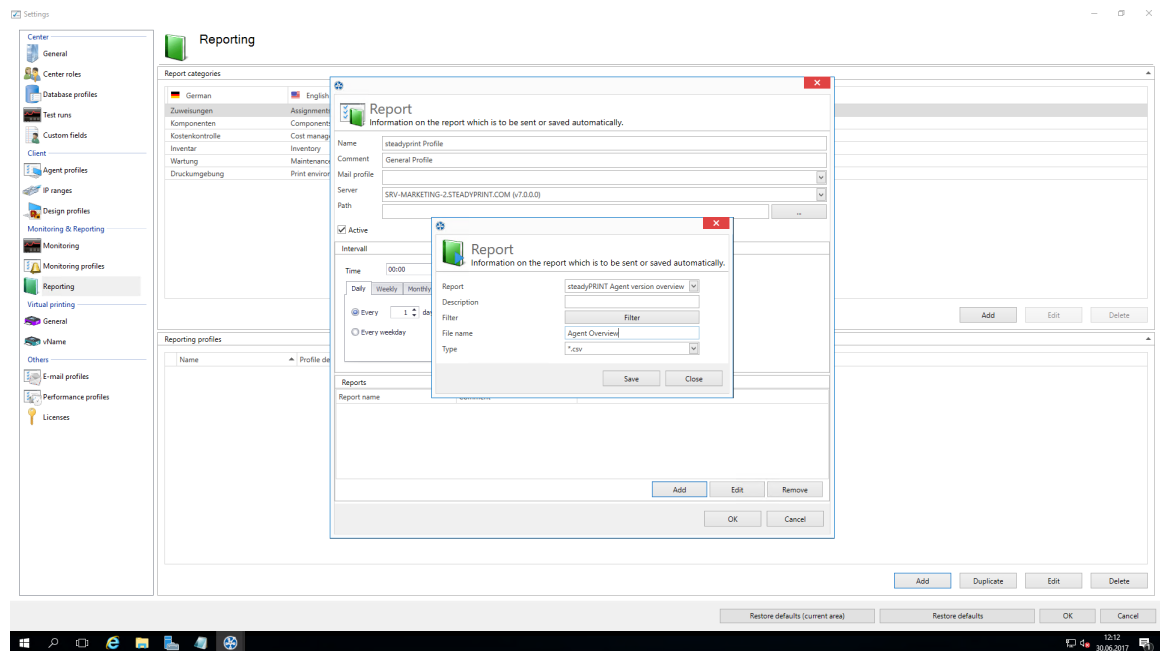 Settings
Center
General
Center roles
Database profiles
Test runs
Custom fields
Client
Agent profiles
IP ranges
Design profiles
Monitoring & Reporting
Monitoring
Monitoring profiles
Reporting
Virtual printing
General
vName
Others
E-mail profiles
Performance profiles
Licenses
Reporting
Report categories
German English
Zuweisungen
Komponenten
Kostenkontrolle Cost
Inventar Inventory
Wartung
Druckumgebung Print
Add Edit Delete
Reporting profiles
Name Profile
Report
Information on the report which is to be sent or saved automatically.
Name steadyprint Profile
Comment General Profile
Mail profile
Server SRV-MARKETING-2.STEADYPRINT.COM (v7.0.0.0)
Path ...
Active
Intervall
Time 00:00
Daily Weekly Monthly
Every 1
Every weekday
Reports
Report name
Add Edit Remove
OK Cancel
Report
Information on the report which is to be sent or saved automatically.
Report steadyPRINT Agent version overview
Description
Filter Filter
File name Agent Overview
Type *.csv
Save Close
Add Duplicate Edit Delete
Restore defaults (current area) Restore defaults OK Cancel
12:12
30.06.2017